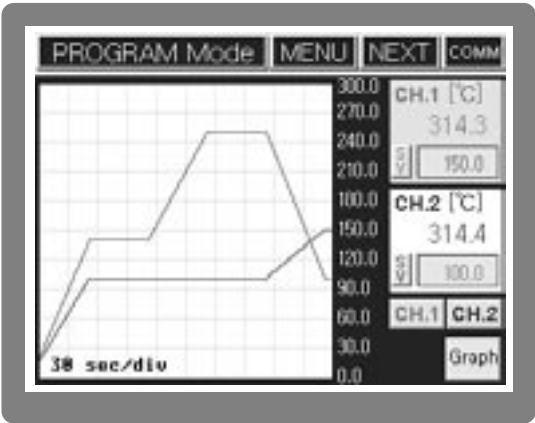 PROGRAM Mode MENU NEXT COMM
300.0
270.0
240.0
210.0
180.0
150.0
120.0
90.0
60.0
30.0
0.0
30 sec/div
CH.1 [℃]
314.3
SV 150.0
CH.2 [℃]
314.4
SV 100.0
CH.1 CH.2
Graph